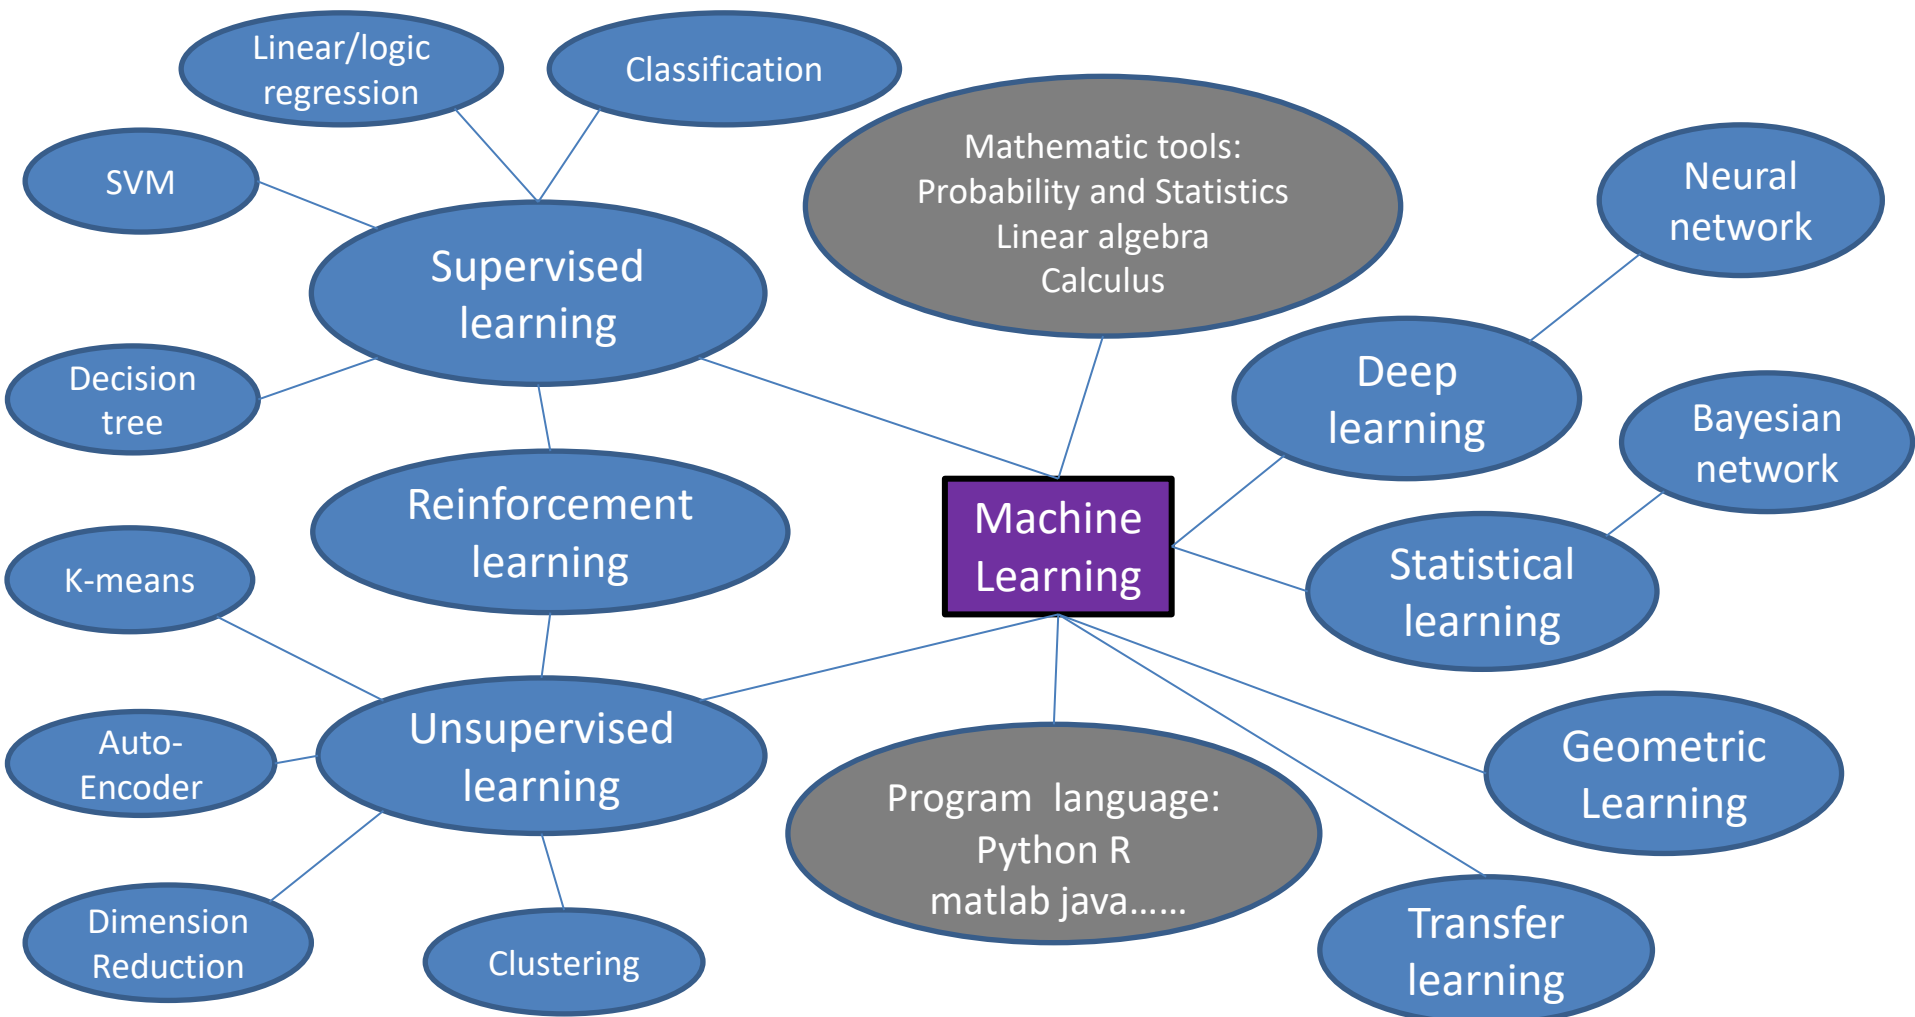 Linear/logic
regression
Classification
SVM
Mathematic tools:
Probability and Statistics
Linear algebra
Calculus
Neural
network
Supervised
learning
Decision
tree
Deep
learning
Bayesian
network
Reinforcement
learning
Machine
Learning
K-means
Statistical
learning
Unsupervised
learning
Auto-
Encoder
Program  language:
Python R
matlab java......
Geometric
Learning
Dimension
Reduction
Clustering
Transfer
learning